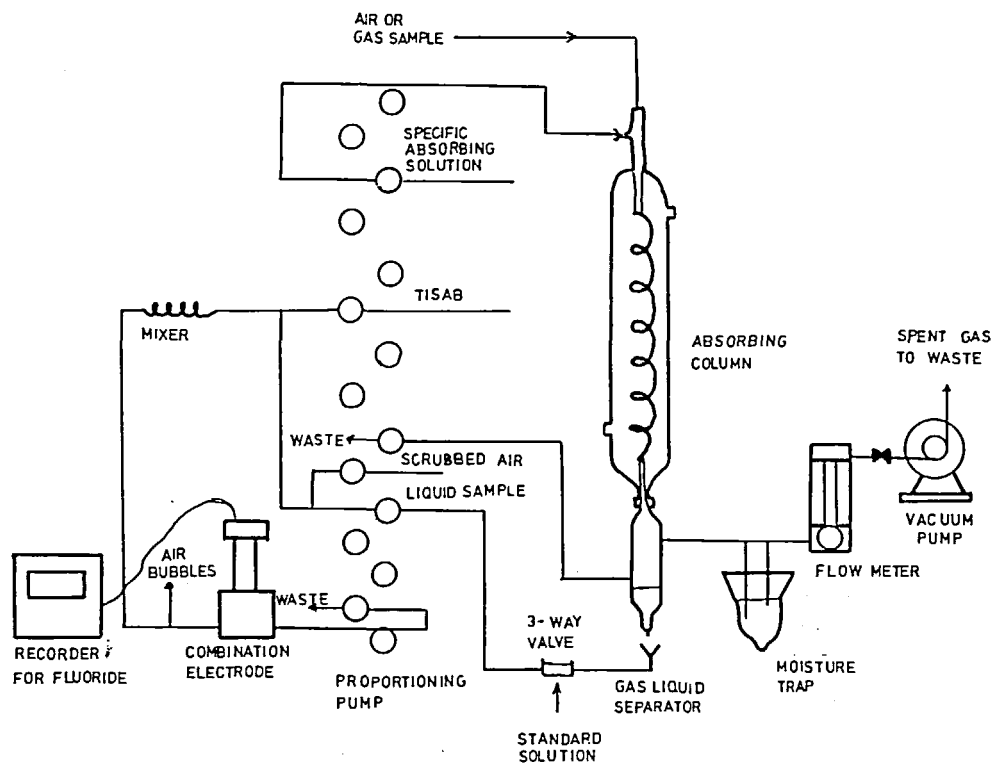 AIR OR
GAS SAMPLE
SPECIFIC
ABSORBING
SOLUTION
TISAB
MIXER
ABSORBING
COLUMN
SPENT GAS
TO WASTE
WASTE
SCRUBBED AIR
LIQUID SAMPLE
VACUUM
PUMP
FLOW METER
AIR
BUBBLES
WASTE
3-WAY
VALVE
RECORDER
FOR FLUORIDE
COMBINATION
ELECTRODE
PROPORTIONING
PUMP
GAS LIQUID
SEPARATOR
MOISTURE
TRAP
STANDARD
SOLUTION